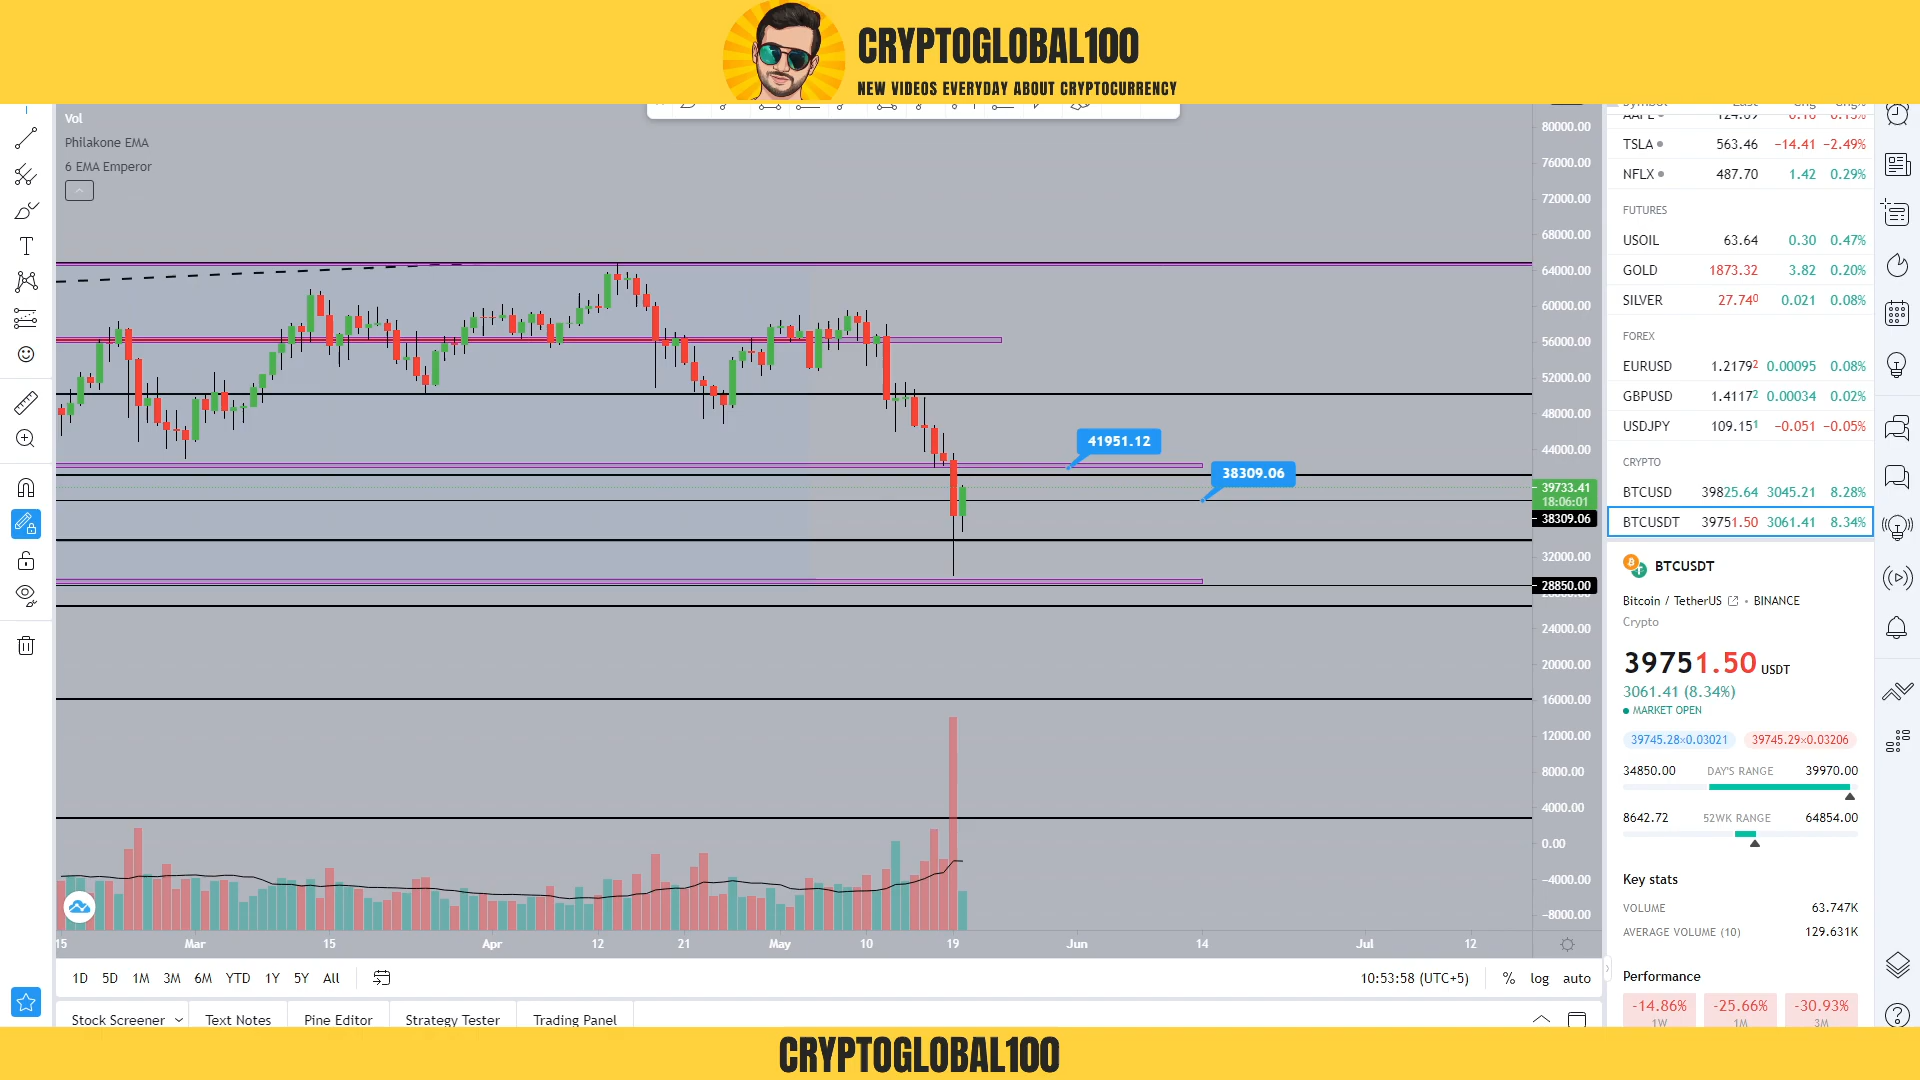 CRYPTOGLOBAL100
NEW VIDEOS EVERYDAY ABOUT CRYPTOCURRENCY
Vol
Philakone EMA
6 EMA Emperor
80000.00
76000.00
72000.00
68000.00
64000.00
60000.00
56000.00
52000.00
48000.00
44000.00
41951.12
38309.06
39733.41
18:06:01
38309.06
32000.00
28850.00
24000.00
20000.00
16000.00
12000.00
8000.00
4000.00
0.00
−4000.00
−8000.00
15 Mar 15 Apr 12 21 May 10 19 Jun 14 Jul 12
1D 5D 1M 3M 6M YTD 1Y 5Y All
10:53:58 (UTC+5) % log auto
Stock Screener Text Notes Pine Editor Strategy Tester Trading Panel
TSLA 563.46 −14.41 −2.49%
NFLX 487.70 1.42 0.29%
FUTURES
USOIL 63.64 0.30 0.47%
GOLD 1873.32 3.82 0.20%
SILVER 27.740 0.021 0.08%
FOREX
EURUSD 1.21792 0.00095 0.08%
GBPUSD 1.41172 0.00034 0.02%
USDJPY 109.151 −0.051 −0.05%
CRYPTO
BTCUSD 39825.64 3045.21 8.28%
BTCUSDT 39751.50 3061.41 8.34%
BTCUSDT
Bitcoin / TetherUS • BINANCE
Crypto
39751.50 USDT
3061.41 (8.34%)
MARKET OPEN
39745.28×0.03021 39745.29×0.03206
34850.00 DAY'S RANGE 39970.00
8642.72 52WK RANGE 64854.00
Key stats
VOLUME 63.747K
AVERAGE VOLUME (10) 129.631K
Performance
-14.86% -25.66% -30.93%
1W 1M 3M
CRYPTOGLOBAL100